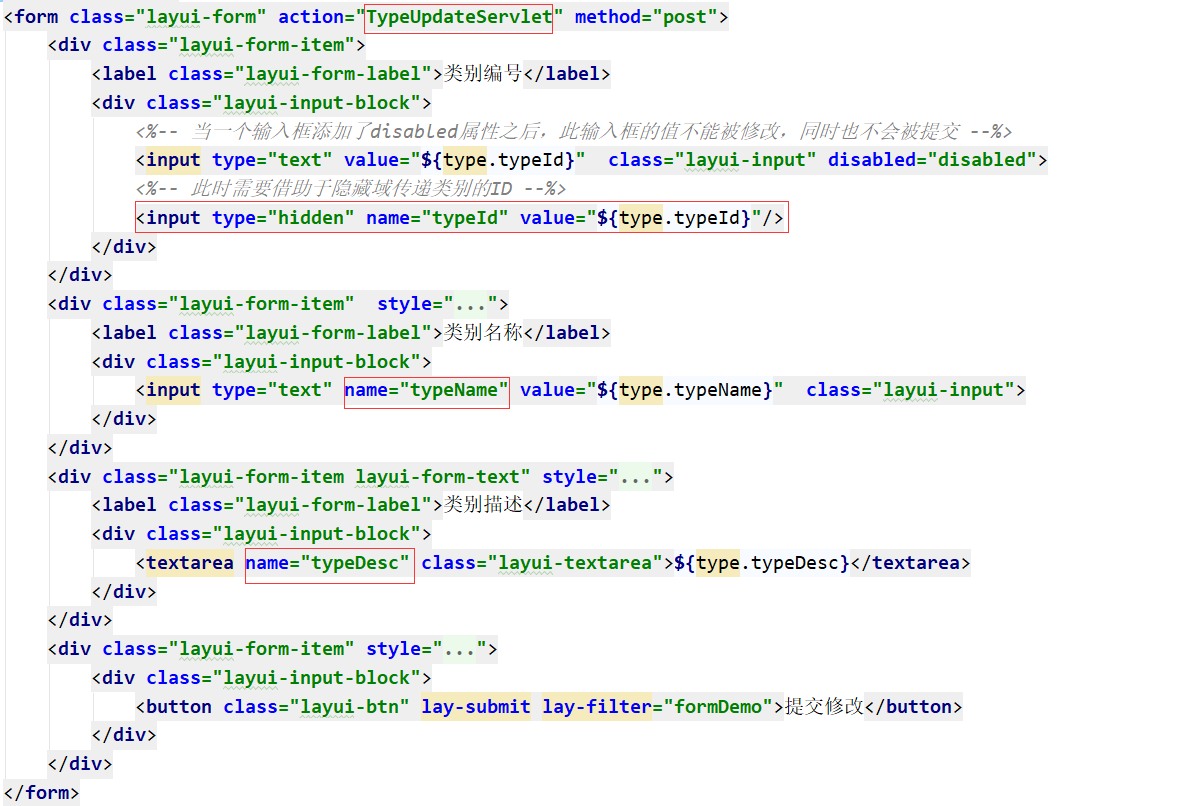 <form class="layui-form" action="TypeUpdateServlet" method="post">
<div class="layui-form-item">
<label class="layui-form-label">类别编号</label>
<div class="layui-input-block">
<%-- 当一个输入框添加了disabled属性之后，此输入框的值不能被修改，同时也不会被提交 --%>
<input type="text" value="${type.typeId}"  class="layui-input" disabled="disabled">
<%-- 此时需要借助于隐藏域传递类别的ID --%>
<input type="hidden" name="typeId" value="${type.typeId}"/>
</div>
</div>
<div class="layui-form-item"  style="...">
<label class="layui-form-label">类别名称</label>
<div class="layui-input-block">
<input type="text" name="typeName" value="${type.typeName}"  class="layui-input">
</div>
</div>
<div class="layui-form-item layui-form-text" style="...">
<label class="layui-form-label">类别描述</label>
<div class="layui-input-block">
<textarea name="typeDesc" class="layui-textarea">${type.typeDesc}</textarea>
</div>
</div>
<div class="layui-form-item" style="...">
<div class="layui-input-block">
<button class="layui-btn" lay-submit lay-filter="formDemo">提交修改</button>
</div>
</div>
</form>